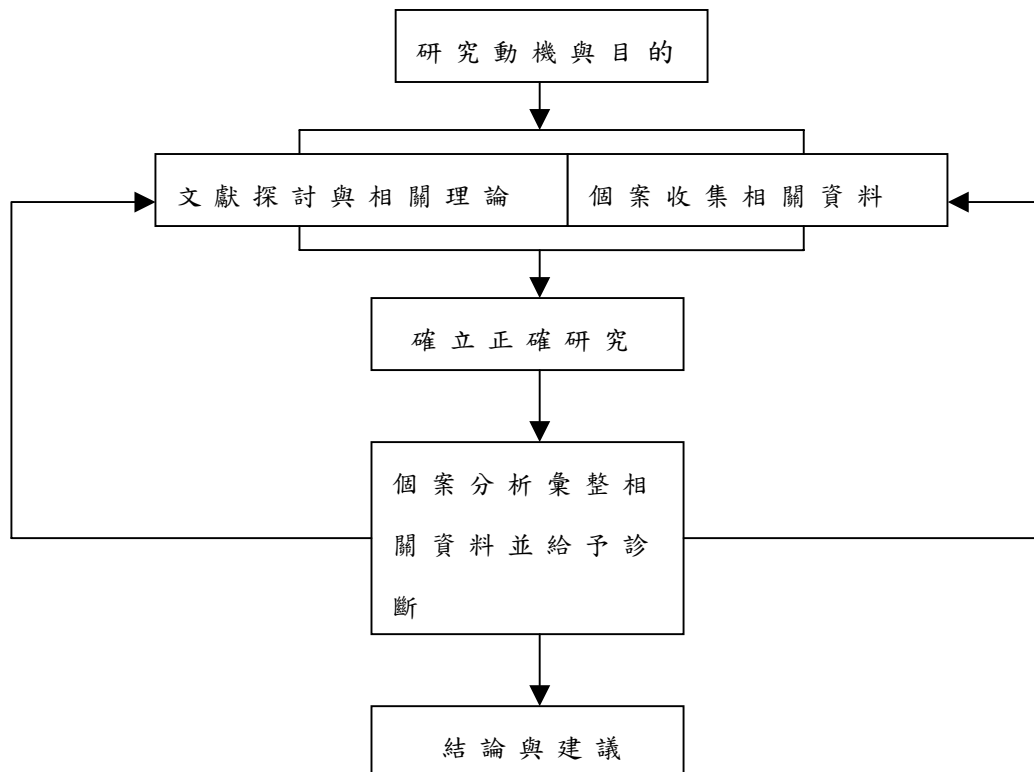 研究動機與目的
文獻探討與相關理論
個案收集相關資料
確立正確研究
個案分析彙整相
關資料並給予診
斷
結論與建議